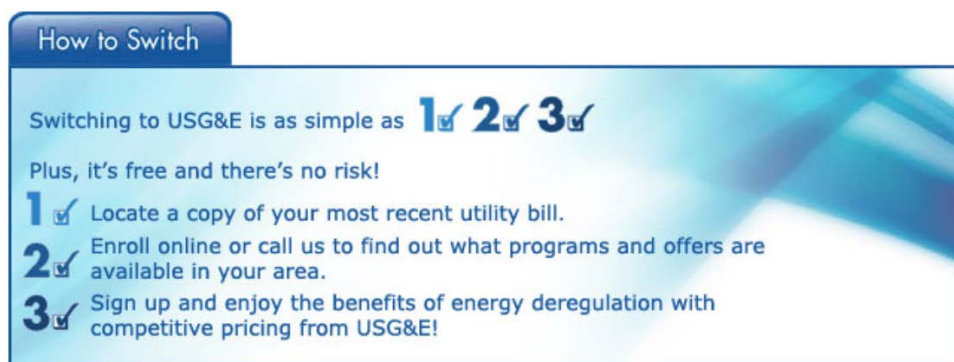 How to Switch
Switching to USG&E is as simple as 1 2 3
Plus, it's free and there's no risk!
1 Locate a copy of your most recent utility bill.
2 Enroll online or call us to find out what programs and offers are
available in your area.
3 Sign up and enjoy the benefits of energy deregulation with
competitive pricing from USG&E!